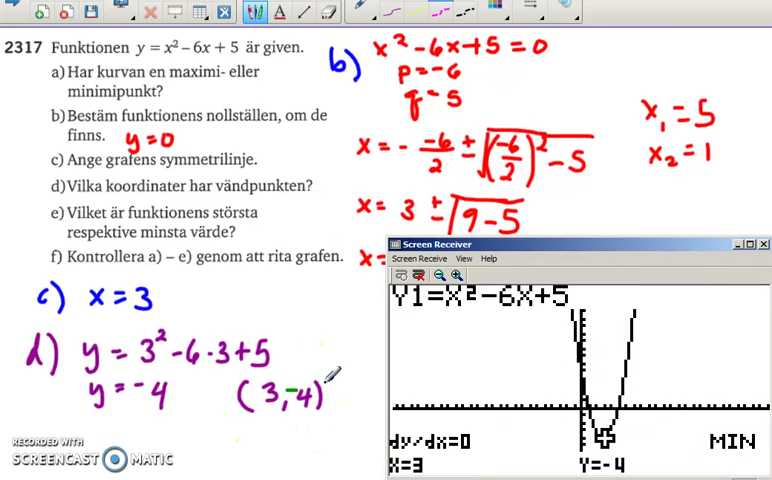 2317 Funktionen y = x² – 6x + 5 är given.
a) Har kurvan en maximi- eller
minimipunkt?
b) Bestäm funktionens nollställen, om de
finns.
y = 0
c) Ange grafens symmetrilinje.
d) Vilka koordinater har vändpunkten?
e) Vilket är funktionens största
respektive minsta värde?
f) Kontrollera a) – e) genom att rita grafen.
b) x² - 6x + 5 = 0
p = -6
q = 5
x = - -6/2 ± √((-6/2)² - 5)
x = 3 ± √(9 - 5)
x =
x₁ = 5
x₂ = 1
c) x = 3
d) y = 3² - 6 · 3 + 5
y = -4 (3, -4)
Screen Receiver
Screen Receive View Help
Y1=X²-6X+5
dy/dx=0 MIN
X=3 Y=-4
RECORDED WITH
SCREENCAST MATIC